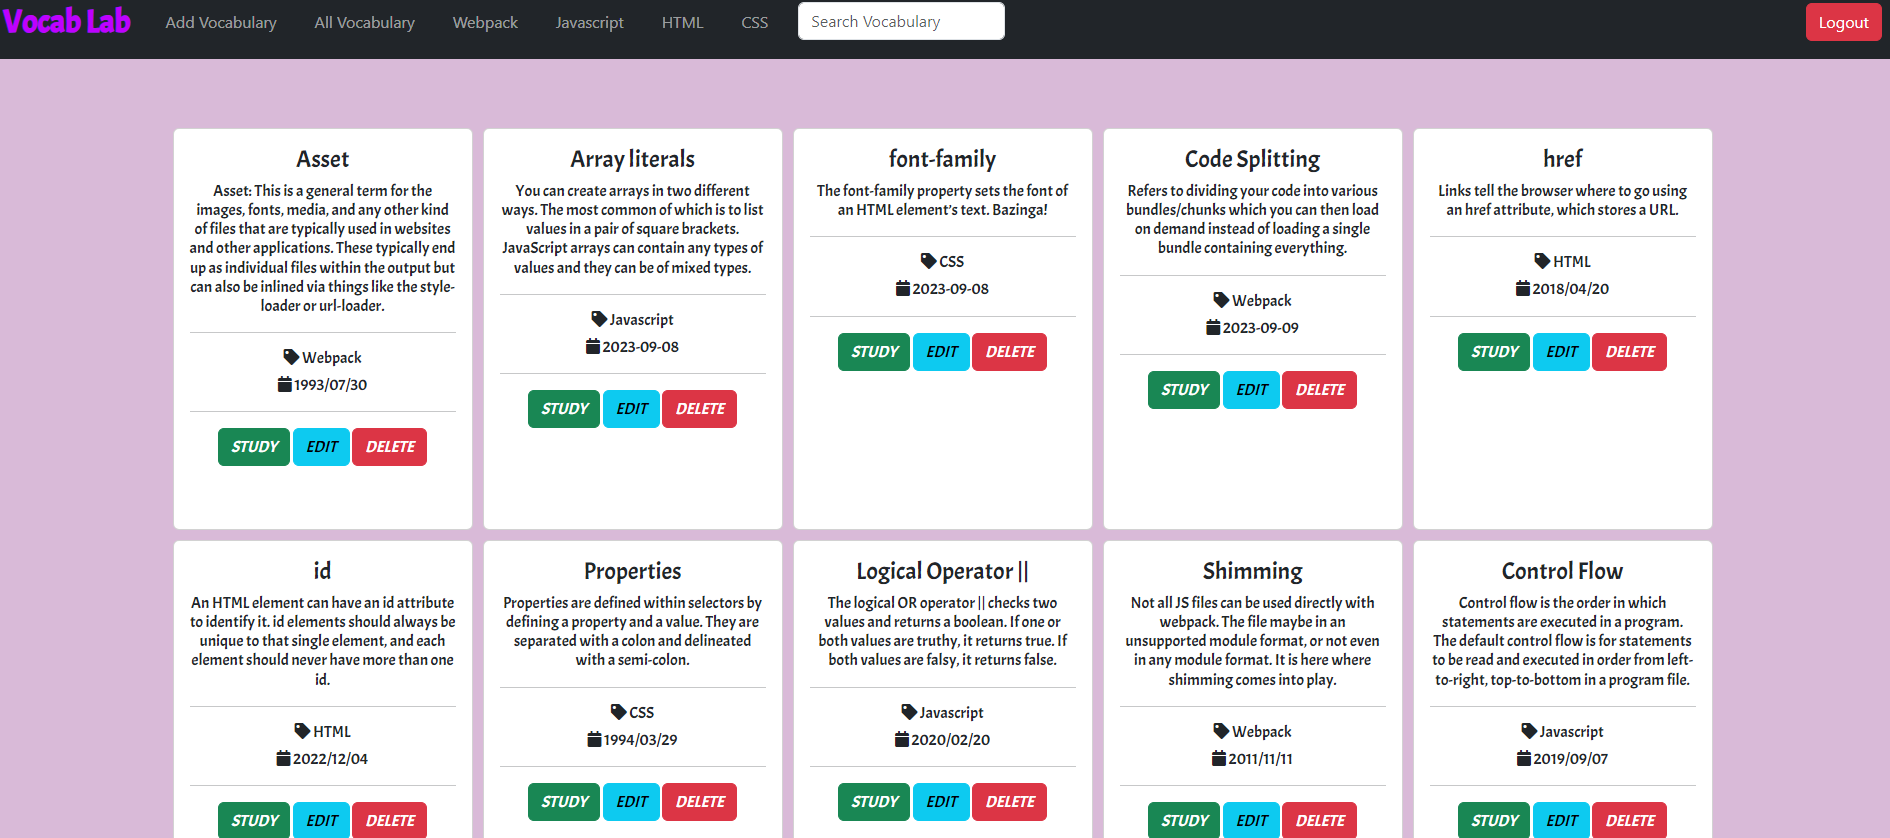 Vocab Lab Add Vocabulary All Vocabulary Webpack Javascript HTML CSS Search Vocabulary Logout
Asset
Asset: This is a general term for the
images, fonts, media, and any other kind
of files that are typically used in websites
and other applications. These typically end
up as individual files within the output but
can also be inlined via things like the style-
loader or url-loader.
Webpack
1993/07/30
STUDY EDIT DELETE
Array literals
You can create arrays in two different
ways. The most common of which is to list
values in a pair of square brackets.
JavaScript arrays can contain any types of
values and they can be of mixed types.
Javascript
2023-09-08
STUDY EDIT DELETE
font-family
The font-family property sets the font of
an HTML element's text. Bazinga!
CSS
2023-09-08
STUDY EDIT DELETE
Code Splitting
Refers to dividing your code into various
bundles/chunks which you can then load
on demand instead of loading a single
bundle containing everything.
Webpack
2023-09-09
STUDY EDIT DELETE
href
Links tell the browser where to go using
an href attribute, which stores a URL.
HTML
2018/04/20
STUDY EDIT DELETE
id
An HTML element can have an id attribute
to identify it. id elements should always be
unique to that single element, and each
element should never have more than one
id.
HTML
2022/12/04
STUDY EDIT DELETE
Properties
Properties are defined within selectors by
defining a property and a value. They are
separated with a colon and delineated
with a semi-colon.
CSS
1994/03/29
STUDY EDIT DELETE
Logical Operator ||
The logical OR operator || checks two
values and returns a boolean. If one or
both values are truthy, it returns true. If
both values are falsy, it returns false.
Javascript
2020/02/20
STUDY EDIT DELETE
Shimming
Not all JS files can be used directly with
webpack. The file maybe in an
unsupported module format, or not even
in any module format. It is here where
shimming comes into play.
Webpack
2011/11/11
STUDY EDIT DELETE
Control Flow
Control flow is the order in which
statements are executed in a program.
The default control flow is for statements
to be read and executed in order from left-
to-right, top-to-bottom in a program file.
Javascript
2019/09/07
STUDY EDIT DELETE